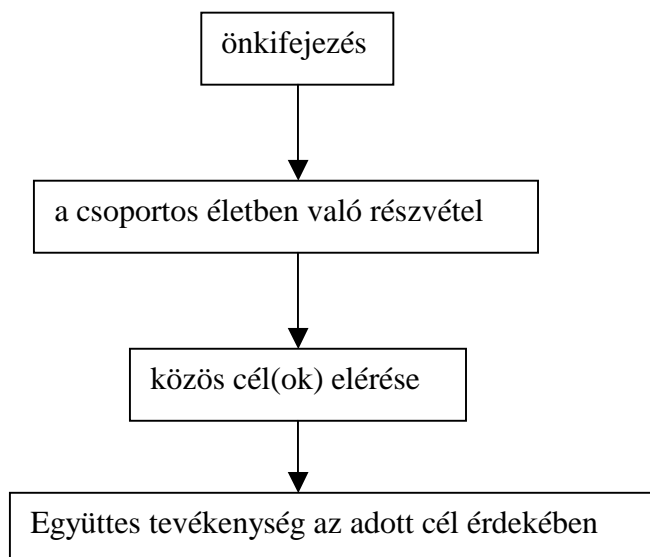 önkifejezés
a csoportos életben való részvétel
közös cél(ok) elérése
Együttes tevékenység az adott cél érdekében